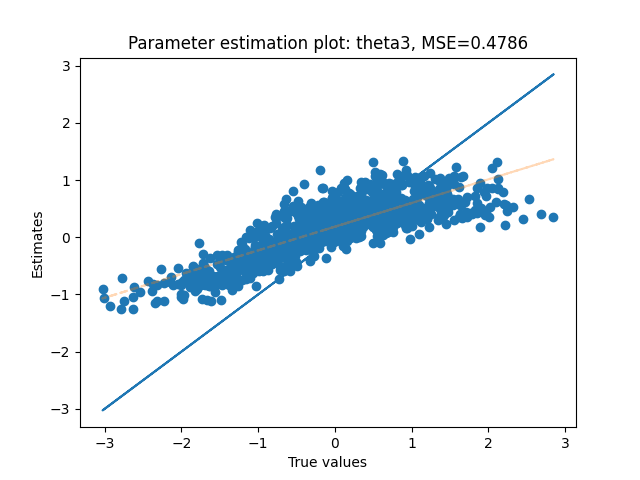 Parameter estimation plot: theta3, MSE=0.4786
3
2
1
0
−1
−2
−3
Estimates
−3 −2 −1 0 1 2 3
True values